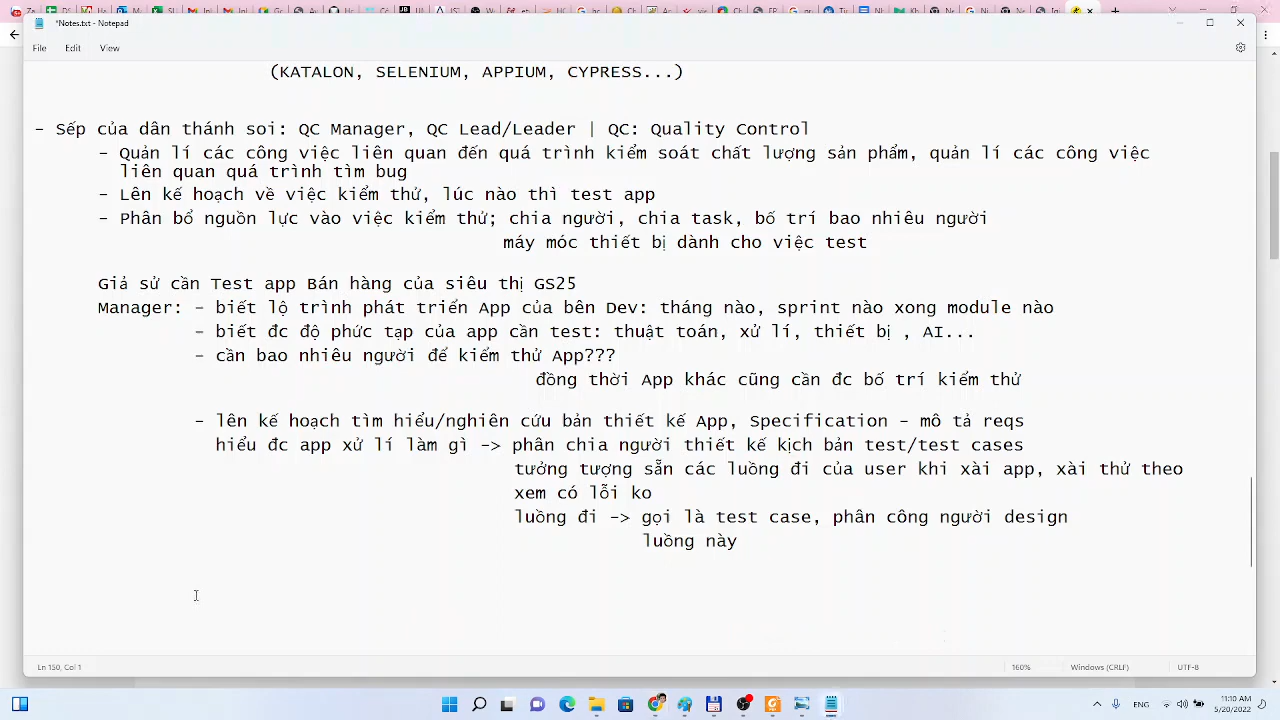 *Notes.txt - Notepad
File Edit View
(KATALON, SELENIUM, APPIUM, CYPRESS...)
- Sếp của dân thánh soi: QC Manager, QC Lead/Leader | QC: Quality Control
- Quản lí các công việc liên quan đến quá trình kiểm soát chất lượng sản phẩm, quản lí các công việc
liên quan quá trình tìm bug
- Lên kế hoạch về việc kiểm thử, lúc nào thì test app
- Phân bổ nguồn lực vào việc kiểm thử; chia người, chia task, bố trí bao nhiêu người
máy móc thiết bị dành cho việc test
Giả sử cần Test app Bán hàng của siêu thị GS25
Manager: - biết lộ trình phát triển App của bên Dev: tháng nào, sprint nào xong module nào
- biết đc độ phức tạp của app cần test: thuật toán, xử lí, thiết bị , AI...
- cần bao nhiêu người để kiểm thử App???
đồng thời App khác cũng cần đc bố trí kiểm thử
- lên kế hoạch tìm hiểu/nghiên cứu bản thiết kế App, Specification - mô tả reqs
hiểu đc app xử lí làm gì -> phân chia người thiết kế kịch bản test/test cases
tưởng tượng sẵn các luồng đi của user khi xài app, xài thử theo
xem có lỗi ko
luồng đi -> gọi là test case, phân công người design
luồng này
Ln 150, Col 1 160% Windows (CRLF) UTF-8
ENG 11:10 AM
5/20/2022